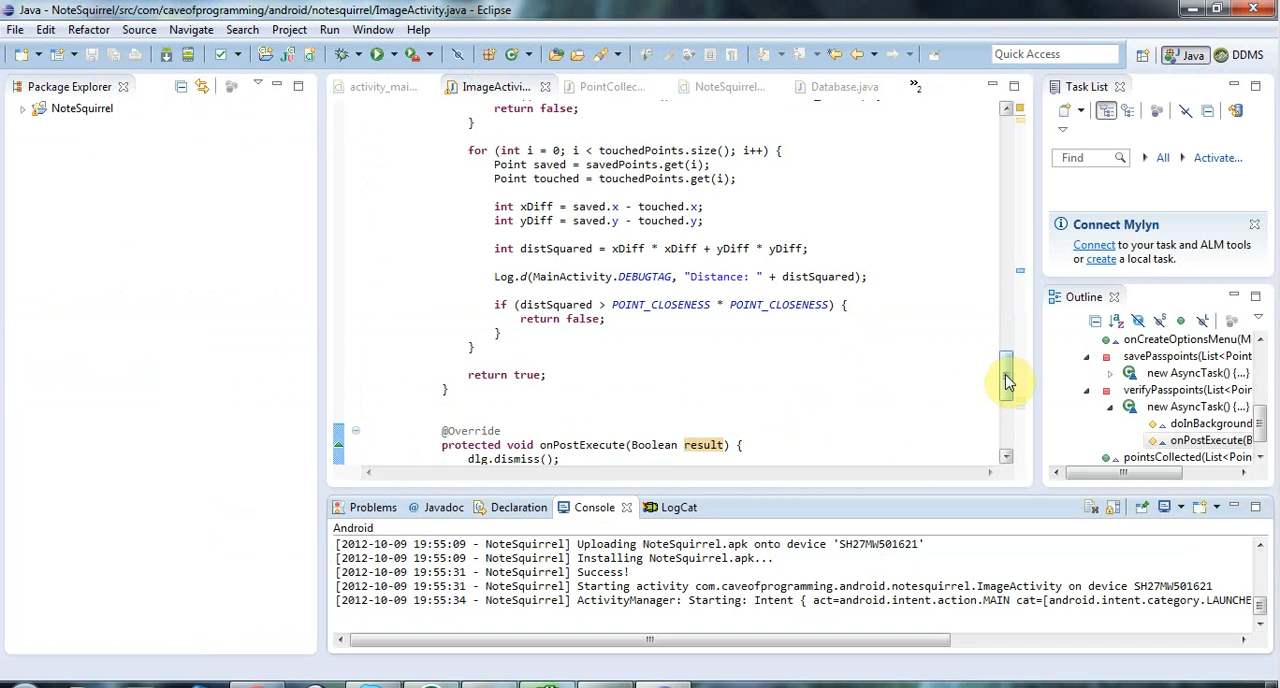 Java - NoteSquirrel/src/com/caveofprogramming/android/notesquirrel/ImageActivity.java - Eclipse
File Edit Refactor Source Navigate Search Project Run Window Help
Quick Access
Java
DDMS
Package Explorer
NoteSquirrel
activity_mai...
ImageActivi...
PointCollec...
NoteSquirrel...
Database.java
»2
return false;
}
for (int i = 0; i < touchedPoints.size(); i++) {
Point saved = savedPoints.get(i);
Point touched = touchedPoints.get(i);
int xDiff = saved.x - touched.x;
int yDiff = saved.y - touched.y;
int distSquared = xDiff * xDiff + yDiff * yDiff;
Log.d(MainActivity.DEBUGTAG, "Distance: " + distSquared);
if (distSquared > POINT_CLOSENESS * POINT_CLOSENESS) {
return false;
}
}
return true;
}
@Override
protected void onPostExecute(Boolean result) {
dlg.dismiss();
Task List
Find
All
Activate...
Connect Mylyn
Connect to your task and ALM tools
or create a local task.
Outline
onCreateOptionsMenu(M
savePasspoints(List<Point
new AsyncTask() {...}
verifyPasspoints(List<Poin
new AsyncTask() {...}
doInBackground
onPostExecute(B
pointsCollected(List<Poin
Problems
@ Javadoc
Declaration
Console
LogCat
Android
[2012-10-09 19:55:09 - NoteSquirrel] Uploading NoteSquirrel.apk onto device 'SH27MW501621'
[2012-10-09 19:55:09 - NoteSquirrel] Installing NoteSquirrel.apk...
[2012-10-09 19:55:31 - NoteSquirrel] Success!
[2012-10-09 19:55:31 - NoteSquirrel] Starting activity com.caveofprogramming.android.notesquirrel.ImageActivity on device SH27MW501621
[2012-10-09 19:55:34 - NoteSquirrel] ActivityManager: Starting: Intent { act=android.intent.action.MAIN cat=[android.intent.category.LAUNCHE